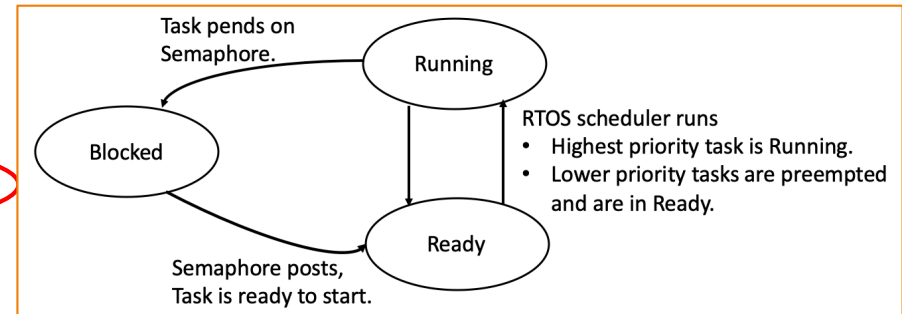 Task pends on
Semaphore.
Running
RTOS scheduler runs
• Highest priority task is Running.
• Lower priority tasks are preempted
and are in Ready.
Blocked
Ready
Semaphore posts,
Task is ready to start.